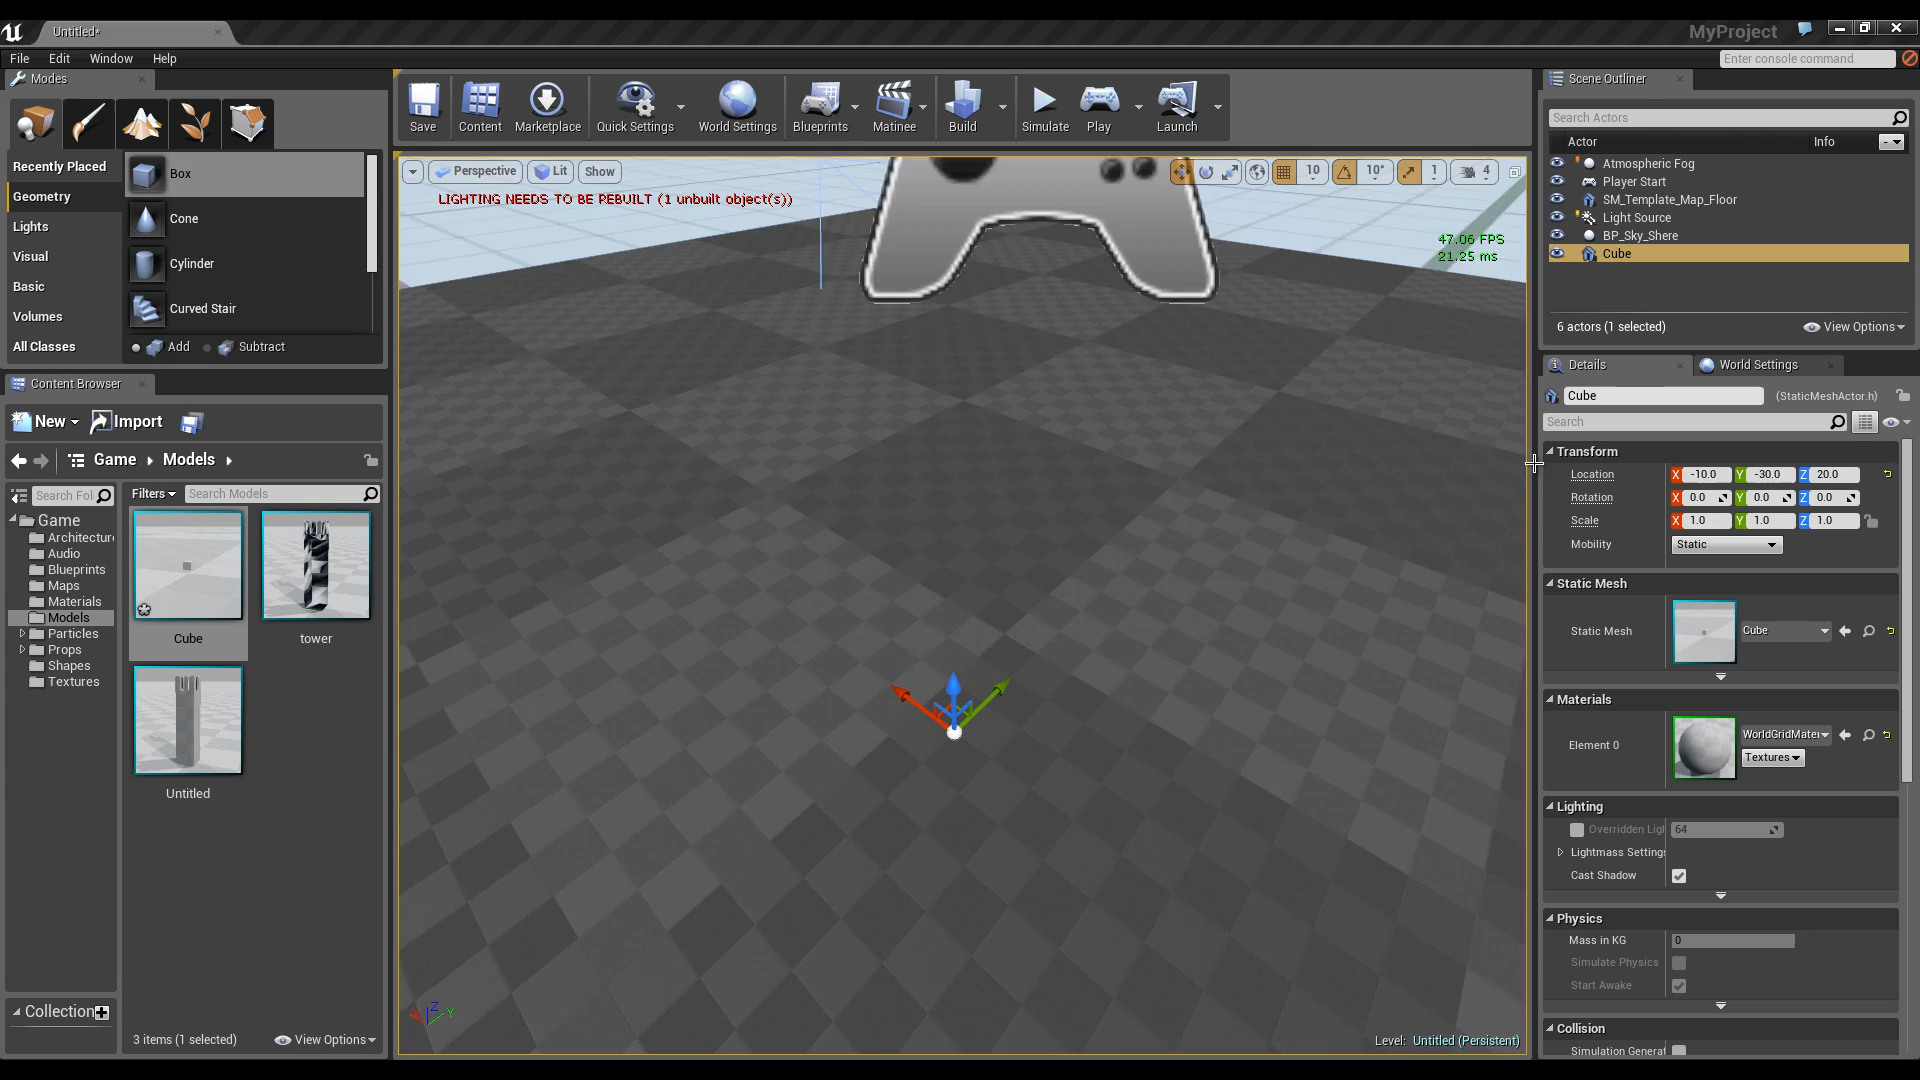 Untitled*
MyProject
File Edit Window Help
Enter console command
Modes
Recently Placed
Geometry
Lights
Visual
Basic
Volumes
All Classes
Box
Cone
Cylinder
Curved Stair
Add Subtract
Content Browser
New Import
Game Models
Search Fol
Filters Search Models
Game
Architecture
Audio
Blueprints
Maps
Materials
Models
Particles
Props
Shapes
Textures
Cube tower
Untitled
Collection
3 items (1 selected) View Options
Save Content Marketplace Quick Settings World Settings Blueprints Matinee Build Simulate Play Launch
Perspective Lit Show
10 10° 1 4
LIGHTING NEEDS TO BE REBUILT (1 unbuilt object(s))
47.06 FPS
21.25 ms
Z Y
Level: Untitled (Persistent)
Scene Outliner
Search Actors
Actor Info
Atmospheric Fog
Player Start
SM_Template_Map_Floor
Light Source
BP_Sky_Shere
Cube
6 actors (1 selected) View Options
Details World Settings
Cube (StaticMeshActor.h)
Search
Transform
Location X -10.0 Y -30.0 Z 20.0
Rotation X 0.0 Y 0.0 Z 0.0
Scale X 1.0 Y 1.0 Z 1.0
Mobility Static
Static Mesh
Static Mesh Cube
Materials
Element 0 WorldGridMater
Textures
Lighting
Overridden Ligh 64
Lightmass Settings
Cast Shadow
Physics
Mass in KG 0
Simulate Physics
Start Awake
Collision
Simulation Generat